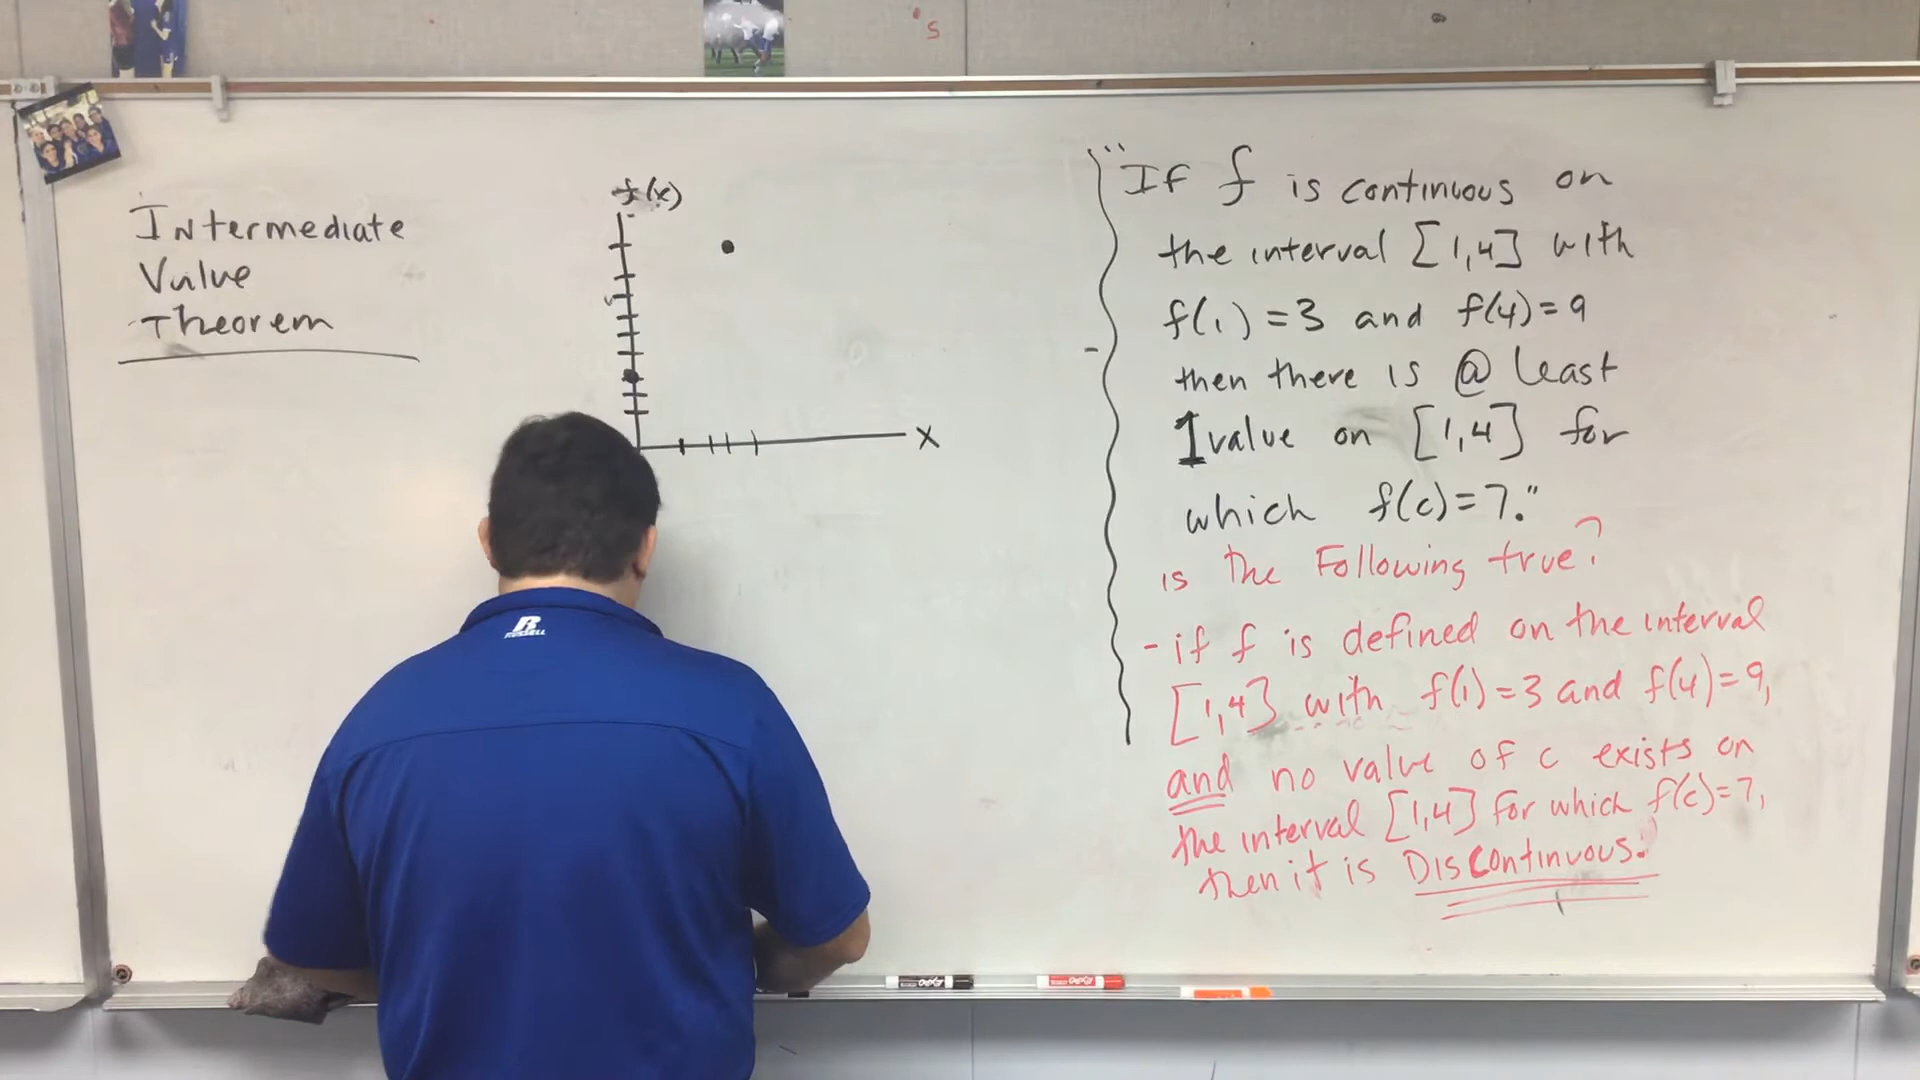 s
Intermediate
Value
Theorem
f(x)
x
"If f is continuous on
the interval [1,4] with
f(1) = 3 and f(4) = 9
then there is @ least
1 value on [1,4] for
which f(c) = 7."
is the Following true?
- if f is defined on the interval
[1,4] with f(1) = 3 and f(4) = 9,
and no value of c exists on
the interval [1,4] for which f(c) = 7,
then it is DISCONTINUOUS.
R
RUSSELL
EXPO
EXPO